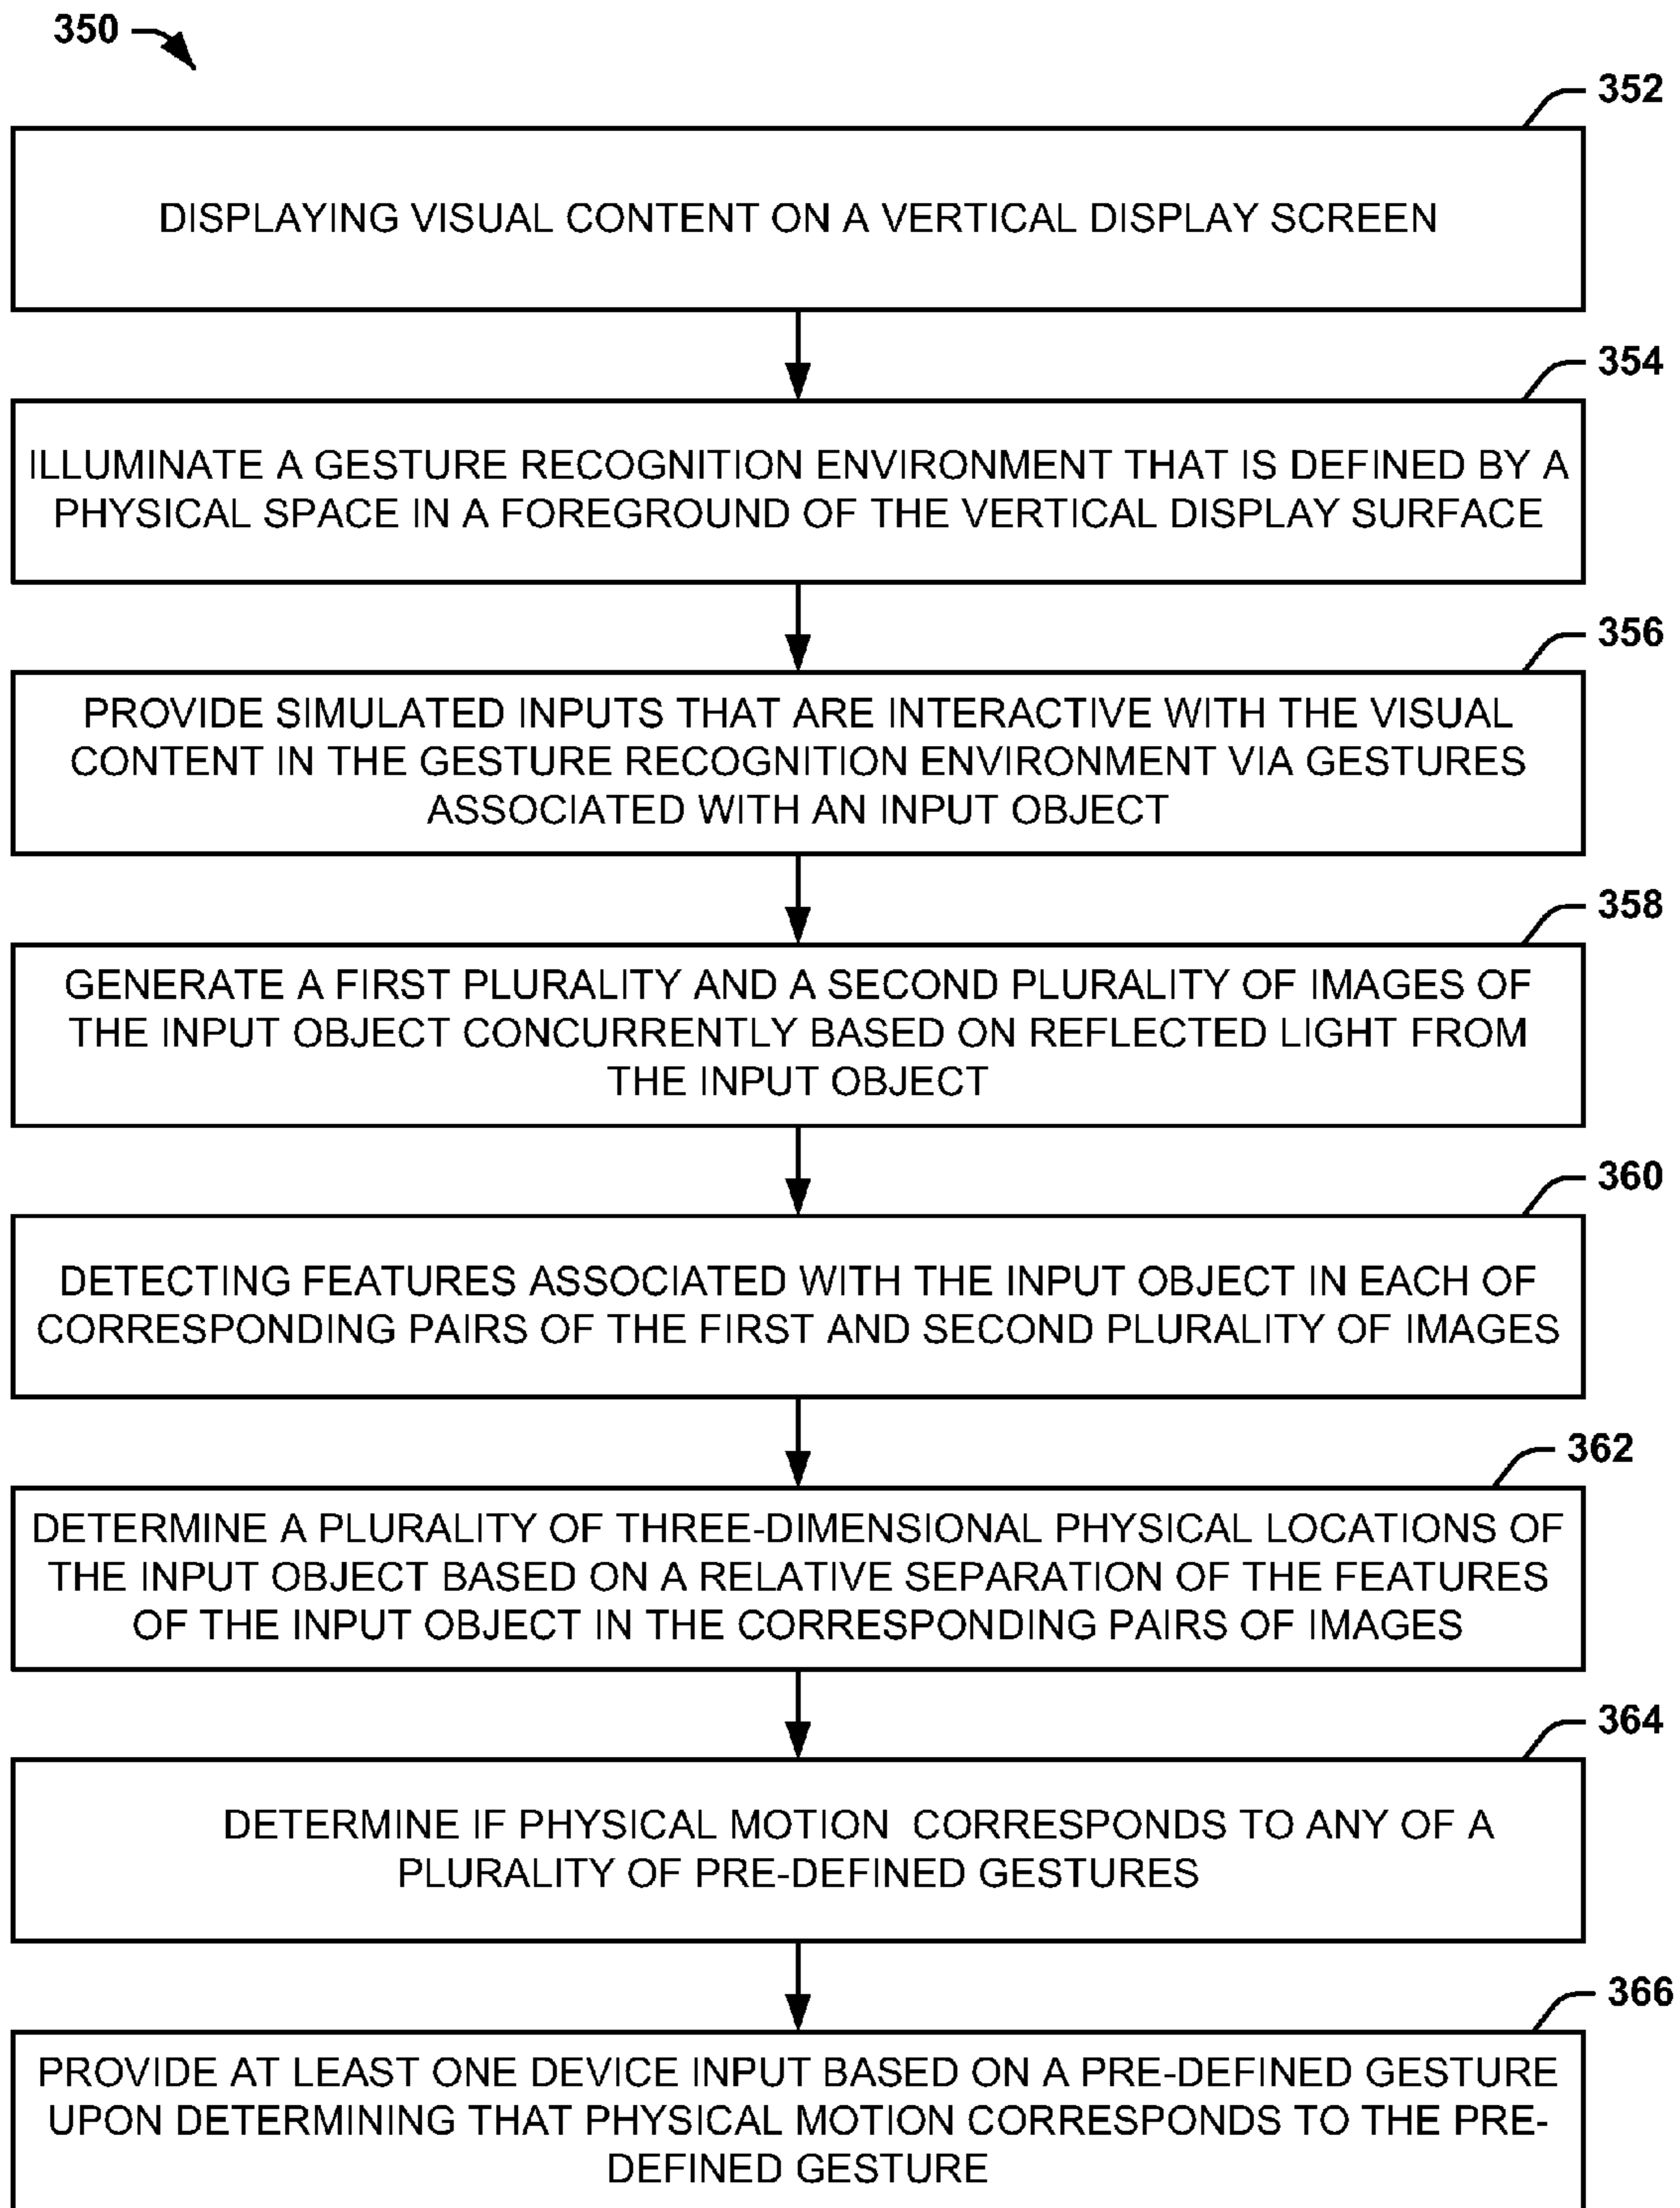 350
352
DISPLAYING VISUAL CONTENT ON A VERTICAL DISPLAY SCREEN
354
ILLUMINATE A GESTURE RECOGNITION ENVIRONMENT THAT IS DEFINED BY A
PHYSICAL SPACE IN A FOREGROUND OF THE VERTICAL DISPLAY SURFACE
356
PROVIDE SIMULATED INPUTS THAT ARE INTERACTIVE WITH THE VISUAL
CONTENT IN THE GESTURE RECOGNITION ENVIRONMENT VIA GESTURES
ASSOCIATED WITH AN INPUT OBJECT
358
GENERATE A FIRST PLURALITY AND A SECOND PLURALITY OF IMAGES OF
THE INPUT OBJECT CONCURRENTLY BASED ON REFLECTED LIGHT FROM
THE INPUT OBJECT
360
DETECTING FEATURES ASSOCIATED WITH THE INPUT OBJECT IN EACH OF
CORRESPONDING PAIRS OF THE FIRST AND SECOND PLURALITY OF IMAGES
362
DETERMINE A PLURALITY OF THREE-DIMENSIONAL PHYSICAL LOCATIONS OF
THE INPUT OBJECT BASED ON A RELATIVE SEPARATION OF THE FEATURES
OF THE INPUT OBJECT IN THE CORRESPONDING PAIRS OF IMAGES
364
DETERMINE IF PHYSICAL MOTION CORRESPONDS TO ANY OF A
PLURALITY OF PRE-DEFINED GESTURES
366
PROVIDE AT LEAST ONE DEVICE INPUT BASED ON A PRE-DEFINED GESTURE
UPON DETERMINING THAT PHYSICAL MOTION CORRESPONDS TO THE PRE-
DEFINED GESTURE